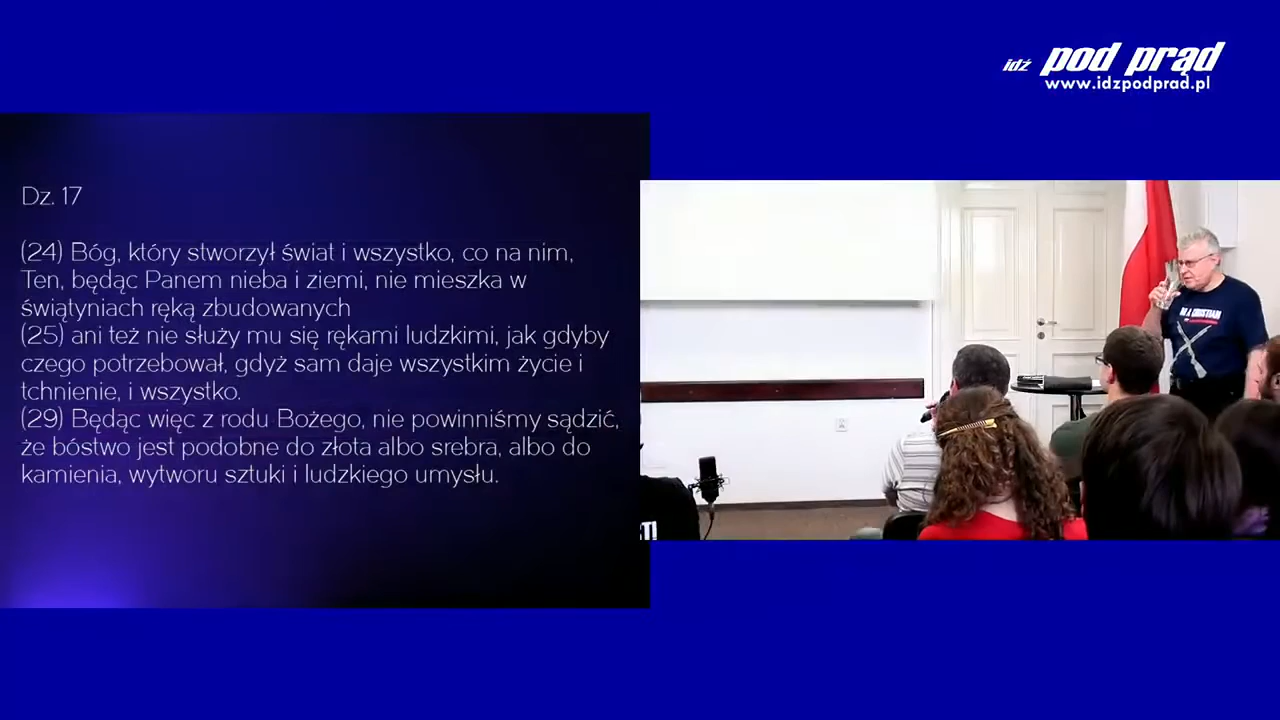 idź pod prąd
www.idzpodprad.pl
Dz. 17
(24) Bóg, który stworzył świat i wszystko, co na nim,
Ten, będąc Panem nieba i ziemi, nie mieszka w
świątyniach ręką zbudowanych
(25) ani też nie służy mu się rękami ludzkimi, jak gdyby
czego potrzebował, gdyż sam daje wszystkim życie i
tchnienie, i wszystko.
(29) Będąc więc z rodu Bożego, nie powinniśmy sądzić,
że bóstwo jest podobne do złota albo srebra, albo do
kamienia, wytworu sztuki i ludzkiego umysłu.